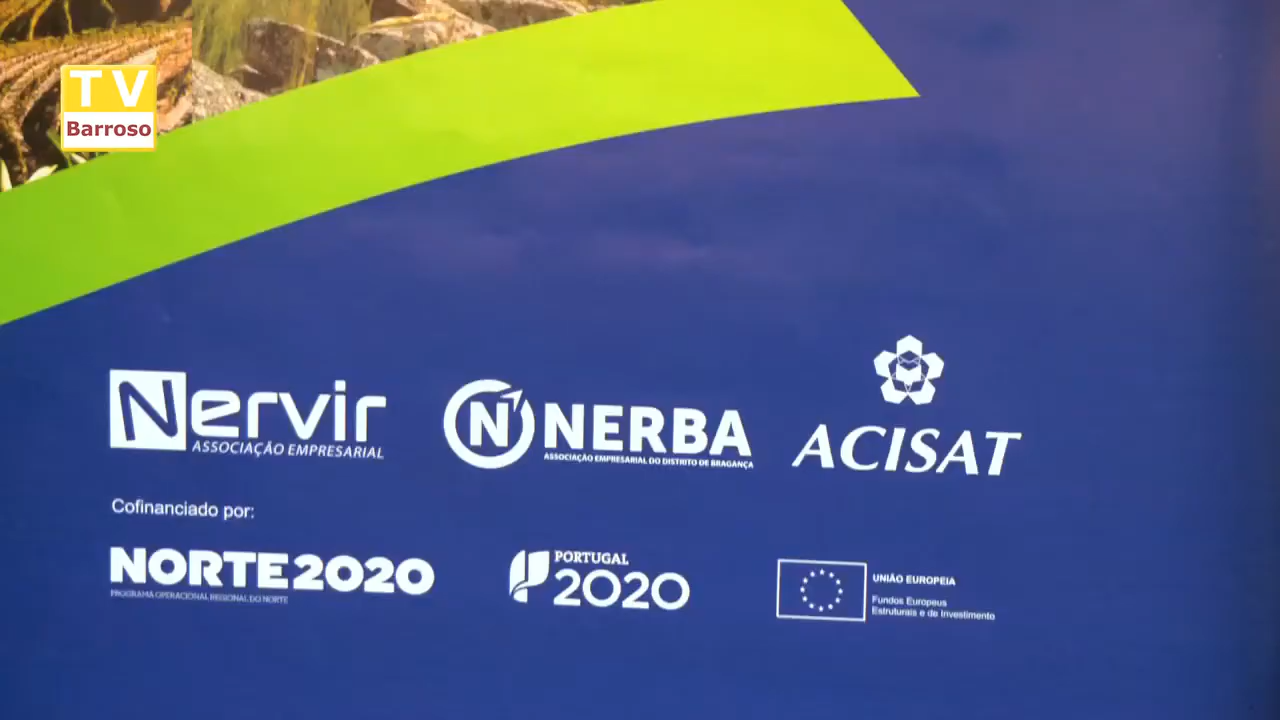 TV
Barroso
Nervir
ASSOCIAÇÃO EMPRESARIAL
N NERBA
ASSOCIAÇÃO EMPRESARIAL DO DISTRITO DE BRAGANÇA
ACISAT
Cofinanciado por:
NORTE2020
PROGRAMA OPERACIONAL REGIONAL DO NORTE
PORTUGAL
2020
UNIÃO EUROPEIA
Fundos Europeus
Estruturais e de Investimento